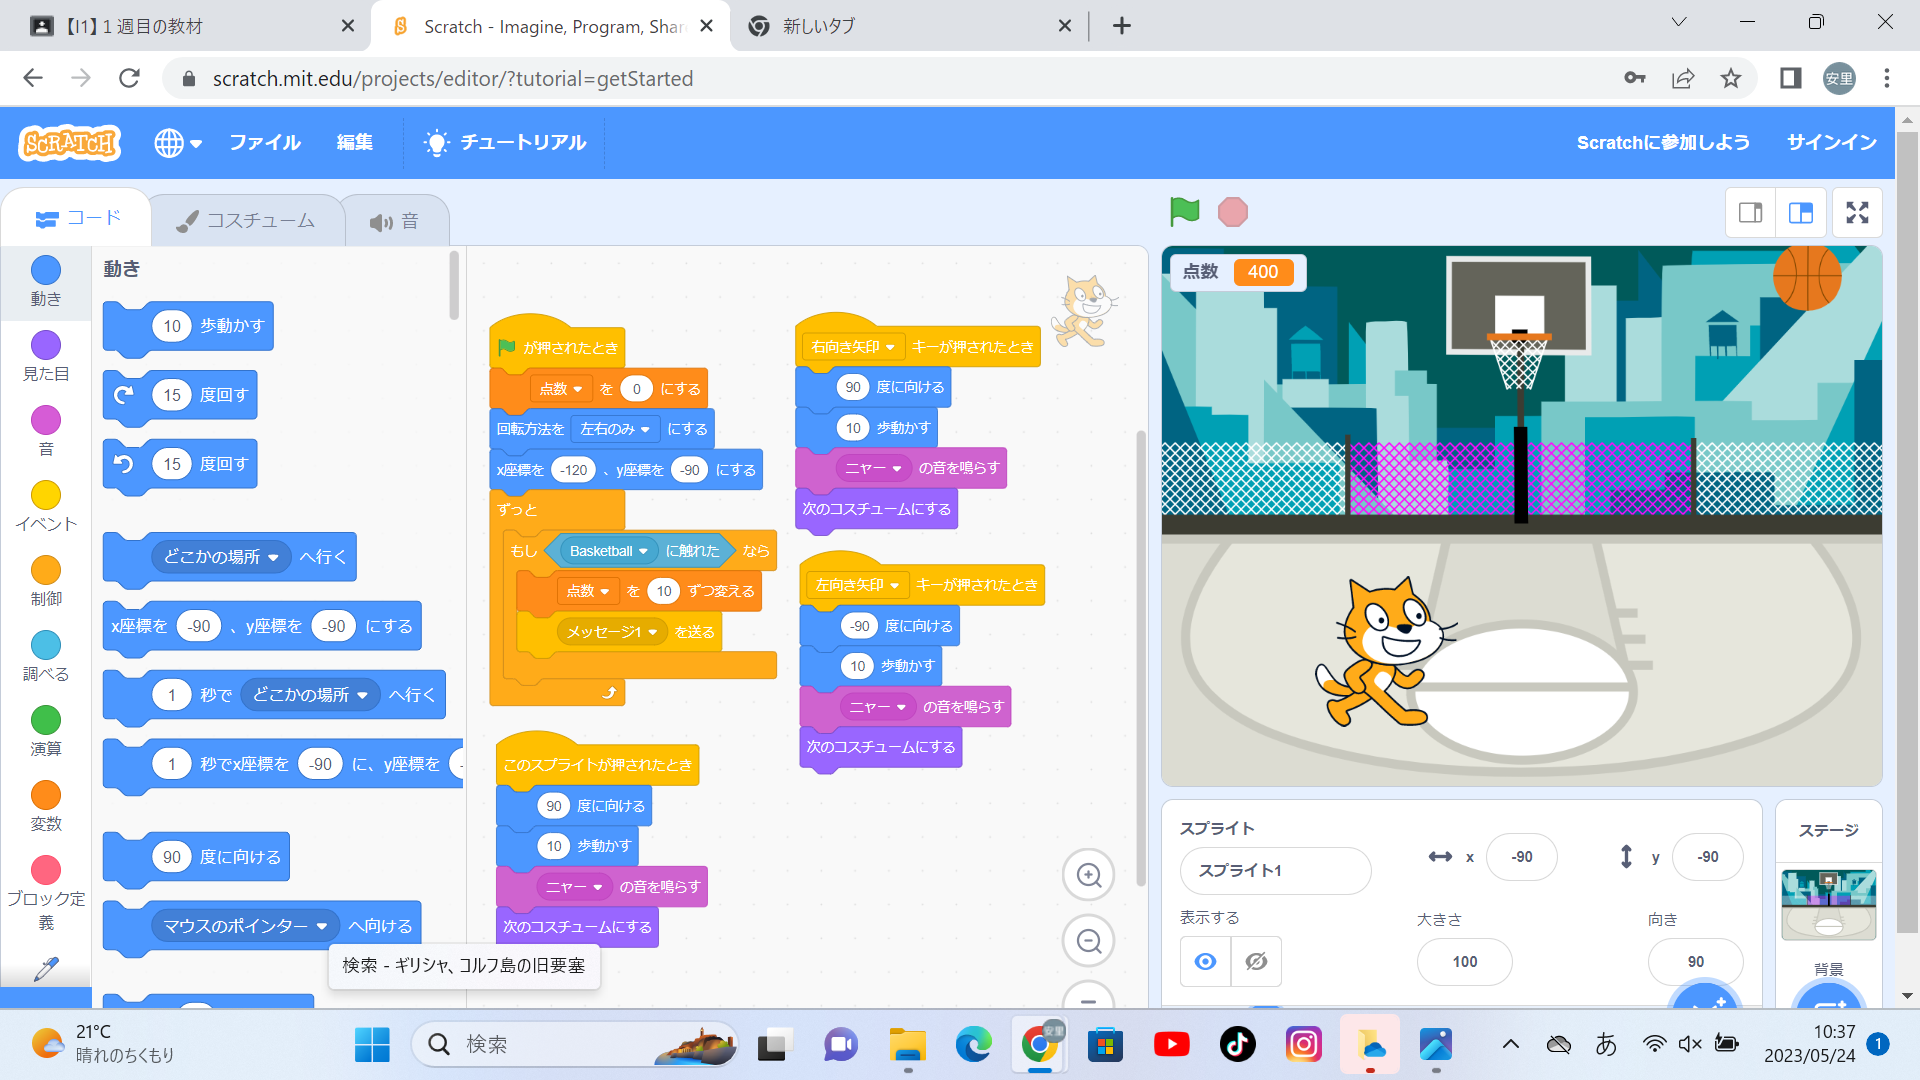 【I1】1 週目の教材
Scratch - Imagine, Program, Shar
新しいタブ
scratch.mit.edu/projects/editor/?tutorial=getStarted
安里
SCRATCH
ファイル
編集
チュートリアル
Scratchに参加しよう
サインイン
コード
コスチューム
音
動き
見た目
音
イベント
制御
調べる
演算
変数
ブロック定
義
動き
10 歩動かす
15 度回す
15 度回す
どこかの場所 へ行く
x座標を -90 、y座標を -90 にする
1 秒で どこかの場所 へ行く
1 秒でx座標を -90 に、y座標を
90 度に向ける
マウスのポインター へ向ける
検索 - ギリシャ、コルフ島の旧要塞
が押されたとき
点数 を 0 にする
回転方法を 左右のみ にする
x座標を -120 、y座標を -90 にする
ずっと
もし Basketball に触れた なら
点数 を 10 ずつ変える
メッセージ1 を送る
このスプライトが押されたとき
90 度に向ける
10 歩動かす
ニャー の音を鳴らす
次のコスチュームにする
右向き矢印 キーが押されたとき
90 度に向ける
10 歩動かす
ニャー の音を鳴らす
次のコスチュームにする
左向き矢印 キーが押されたとき
-90 度に向ける
10 歩動かす
ニャー の音を鳴らす
次のコスチュームにする
点数 400
スプライト
スプライト1
x -90
y -90
表示する
大きさ
100
向き
90
ステージ
背景
21°C
晴れのちくもり
検索
安里
あ
10:37
2023/05/24
1